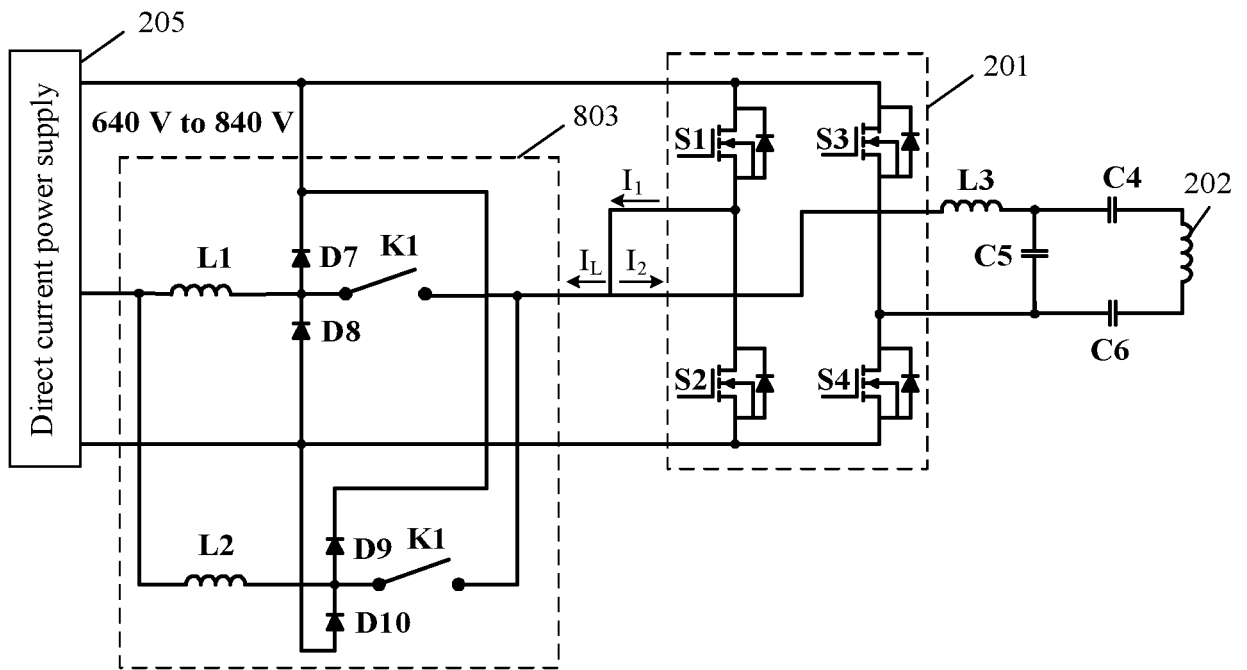 205
Direct current power supply
640 V to 840 V
803
201
S1
S3
I₁
L3
C4
202
L1
D7
K1
I_L
I₂
C5
D8
C6
S2
S4
L2
D9
K1
D10